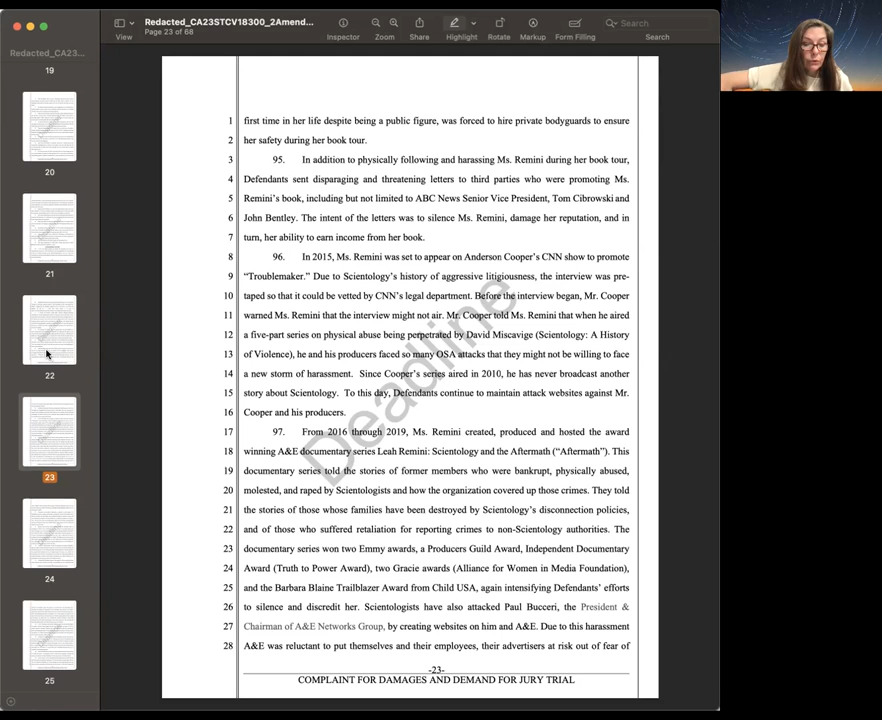 Redacted_CA23STCV18300_2Amend...
Page 23 of 68
View
Inspector
Zoom
Share
Highlight
Rotate
Markup
Form Filling
Search
Search
Redacted_CA23...
19
20
21
22
23
24
25
1 first time in her life despite being a public figure, was forced to hire private bodyguards to ensure
2 her safety during her book tour.
3 95. In addition to physically following and harassing Ms. Remini during her book tour,
4 Defendants sent disparaging and threatening letters to third parties who were promoting Ms.
5 Remini's book, including but not limited to ABC News Senior Vice President, Tom Cibrowski and
6 John Bentley. The intent of the letters was to silence Ms. Remini, damage her reputation, and in
7 turn, her ability to earn income from her book.
8 96. In 2015, Ms. Remini was set to appear on Anderson Cooper's CNN show to promote
9 “Troublemaker.” Due to Scientology's history of aggressive litigiousness, the interview was pre-
10 taped so that it could be vetted by CNN's legal department. Before the interview began, Mr. Cooper
11 warned Ms. Remini that the interview might not air. Mr. Cooper told Ms. Remini that when he aired
12 a five-part series on physical abuse being perpetrated by David Miscavige (Scientology: A History
13 of Violence), he and his producers faced so many OSA attacks that they might not be willing to face
14 a new storm of harassment. Since Cooper's series aired in 2010, he has never broadcast another
15 story about Scientology. To this day, Defendants continue to maintain attack websites against Mr.
16 Cooper and his producers.
17 97. From 2016 through 2019, Ms. Remini created, produced and hosted the award
18 winning A&E documentary series Leah Remini: Scientology and the Aftermath (“Aftermath”). This
19 documentary series told the stories of former members who were bankrupt, physically abused,
20 molested, and raped by Scientologists and how the organization covered up those crimes. They told
21 the stories of those whose families have been destroyed by Scientology's disconnection policies,
22 and of those who suffered retaliation for reporting crimes to non-Scientology authorities. The
23 documentary series won two Emmy awards, a Producers Guild Award, Independent Documentary
24 Award (Truth to Power Award), two Gracie awards (Alliance for Women in Media Foundation),
25 and the Barbara Blaine Trailblazer Award from Child USA, again intensifying Defendants' efforts
26 to silence and discredit her. Scientologists have also attacked Paul Bucceri, the President &
27 Chairman of A&E Networks Group, by creating websites on him and A&E. Due to this harassment
28 A&E was reluctant to put themselves and their employees, their advertisers at risk out of fear of
Deadline
-23-
COMPLAINT FOR DAMAGES AND DEMAND FOR JURY TRIAL